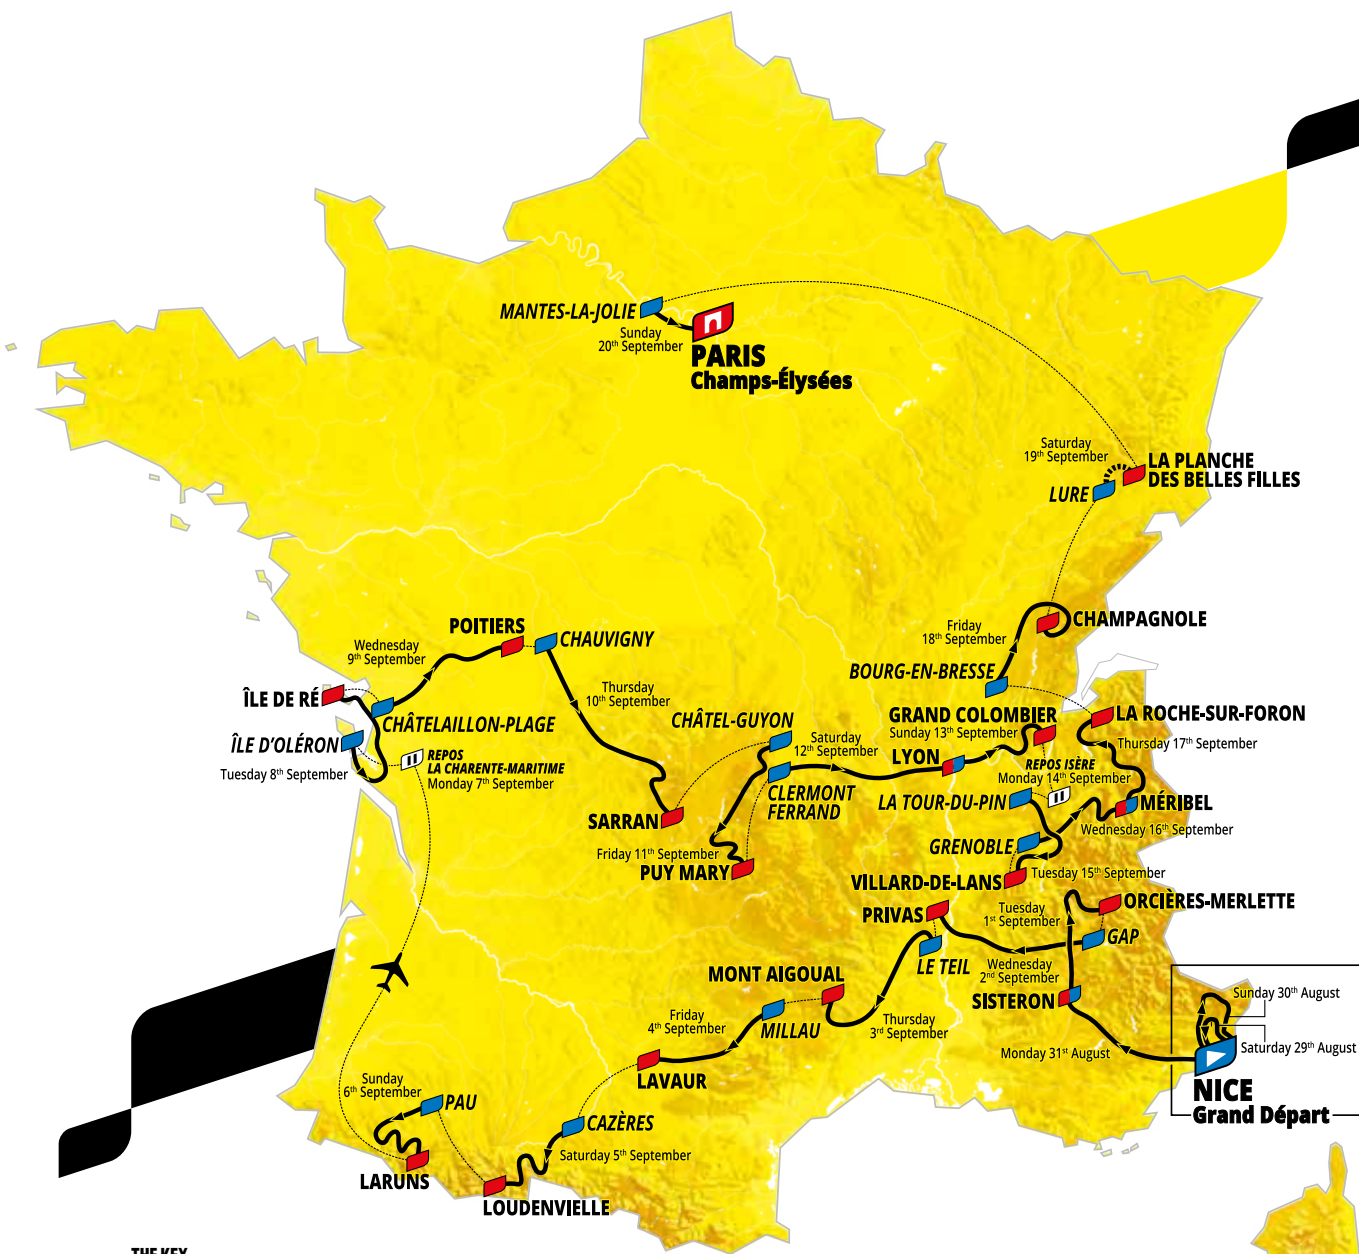 MANTES-LA-JOLIE
Sunday
20th September
PARIS
Champs-Élysées
Saturday
19th September
LA PLANCHE
DES BELLES FILLES
LURE
CHAMPAGNOLE
Friday
18th September
BOURG-EN-BRESSE
POITIERS
CHAUVIGNY
Wednesday
9th September
Thursday
10th September
ÎLE DE RÉ
CHÂTELAILLON-PLAGE
ÎLE D'OLÉRON
Tuesday 8th September
REPOS
LA CHARENTE-MARITIME
Monday 7th September
CHÂTEL-GUYON
Saturday
12th September
CLERMONT
FERRAND
GRAND COLOMBIER
Sunday 13th September
LYON
LA ROCHE-SUR-FORON
Thursday 17th September
REPOS ISÈRE
Monday 14th September
LA TOUR-DU-PIN
MÉRIBEL
Wednesday 16th September
SARRAN
GRENOBLE
Friday 11th September
PUY MARY
VILLARD-DE-LANS
Tuesday 15th September
PRIVAS
Tuesday
1st September
ORCIÈRES-MERLETTE
GAP
LE TEIL
Wednesday
2nd September
MONT AIGOUAL
SISTERON
MILLAU
Friday
4th September
Thursday
3rd September
Sunday 30th August
Saturday 29th August
Monday 31st August
NICE
Grand Départ
LAVAUR
Sunday
6th September
PAU
CAZÈRES
Saturday 5th September
LARUNS
LOUDENVIELLE
THE KEY